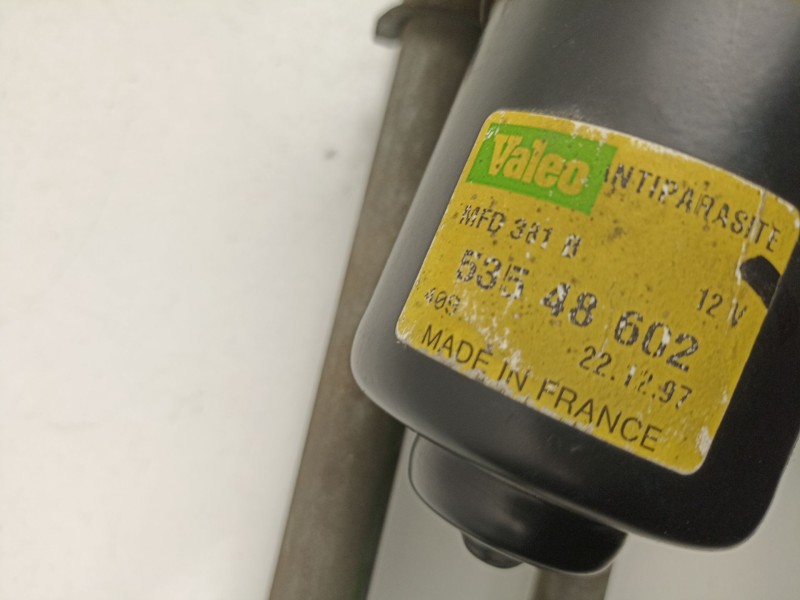 Valeo ANTIPARASITE
MFD 381 B
535 48 602
12 V
409
22.12.97
MADE IN FRANCE